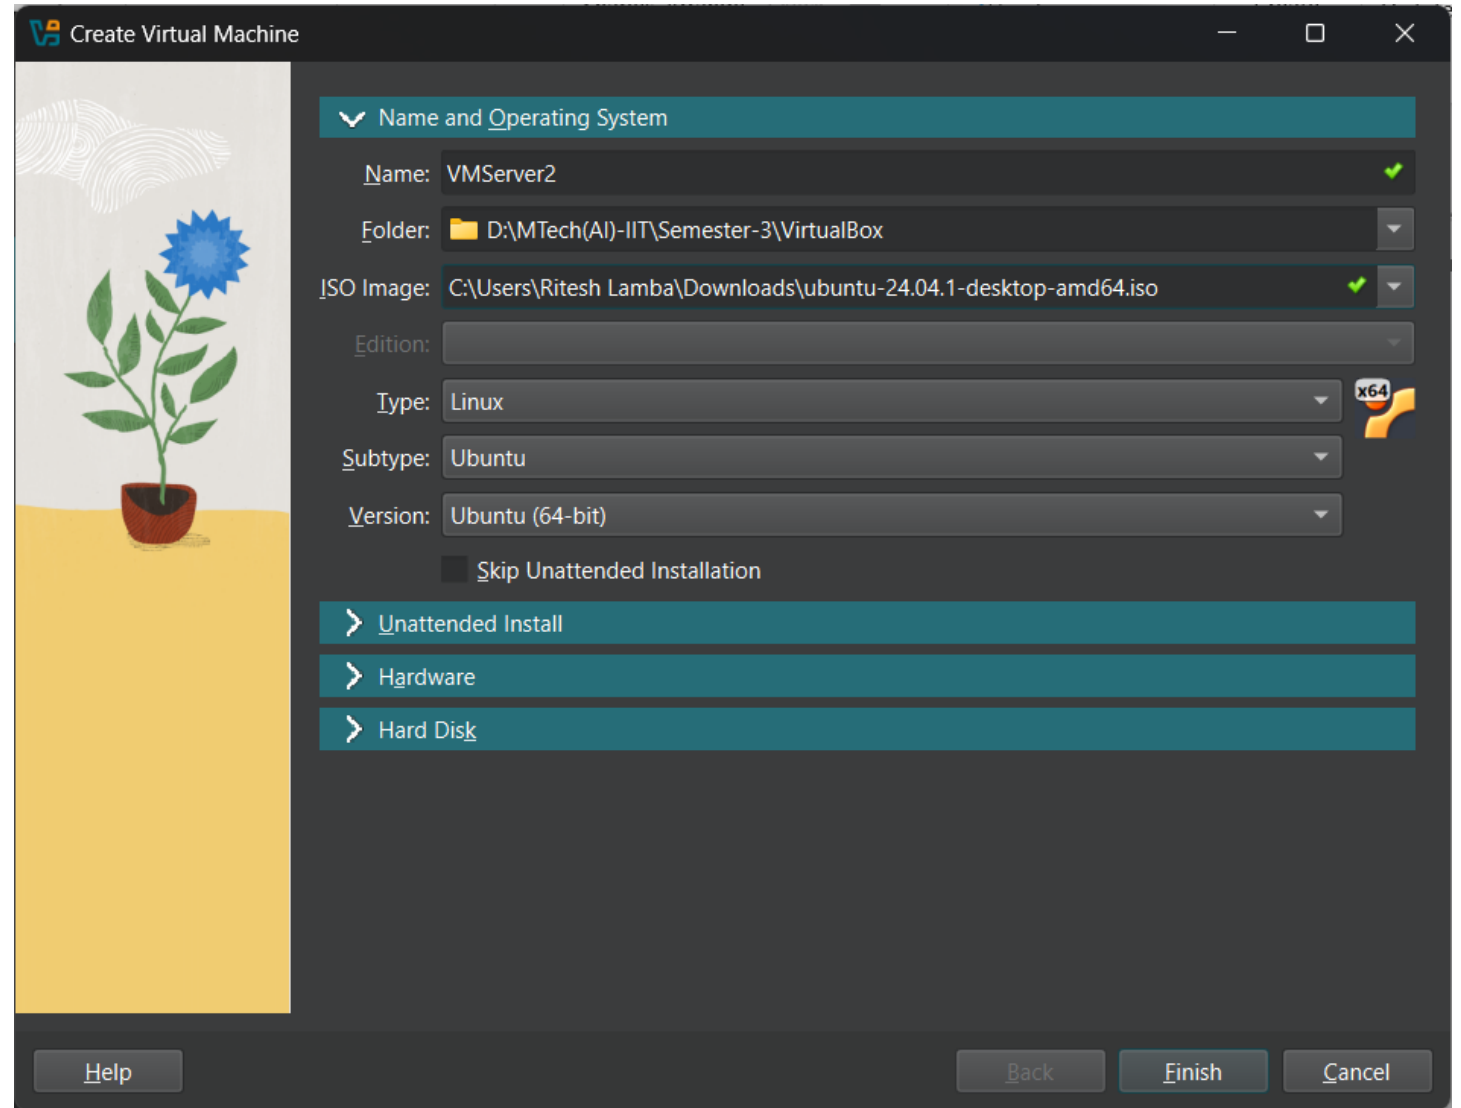 Create Virtual Machine
Name and Operating System
Name: VMServer2
Folder: D:\MTech(AI)-IIT\Semester-3\VirtualBox
ISO Image: C:\Users\Ritesh Lamba\Downloads\ubuntu-24.04.1-desktop-amd64.iso
Edition:
Type: Linux
x64
Subtype: Ubuntu
Version: Ubuntu (64-bit)
Skip Unattended Installation
Unattended Install
Hardware
Hard Disk
Help
Back
Finish
Cancel